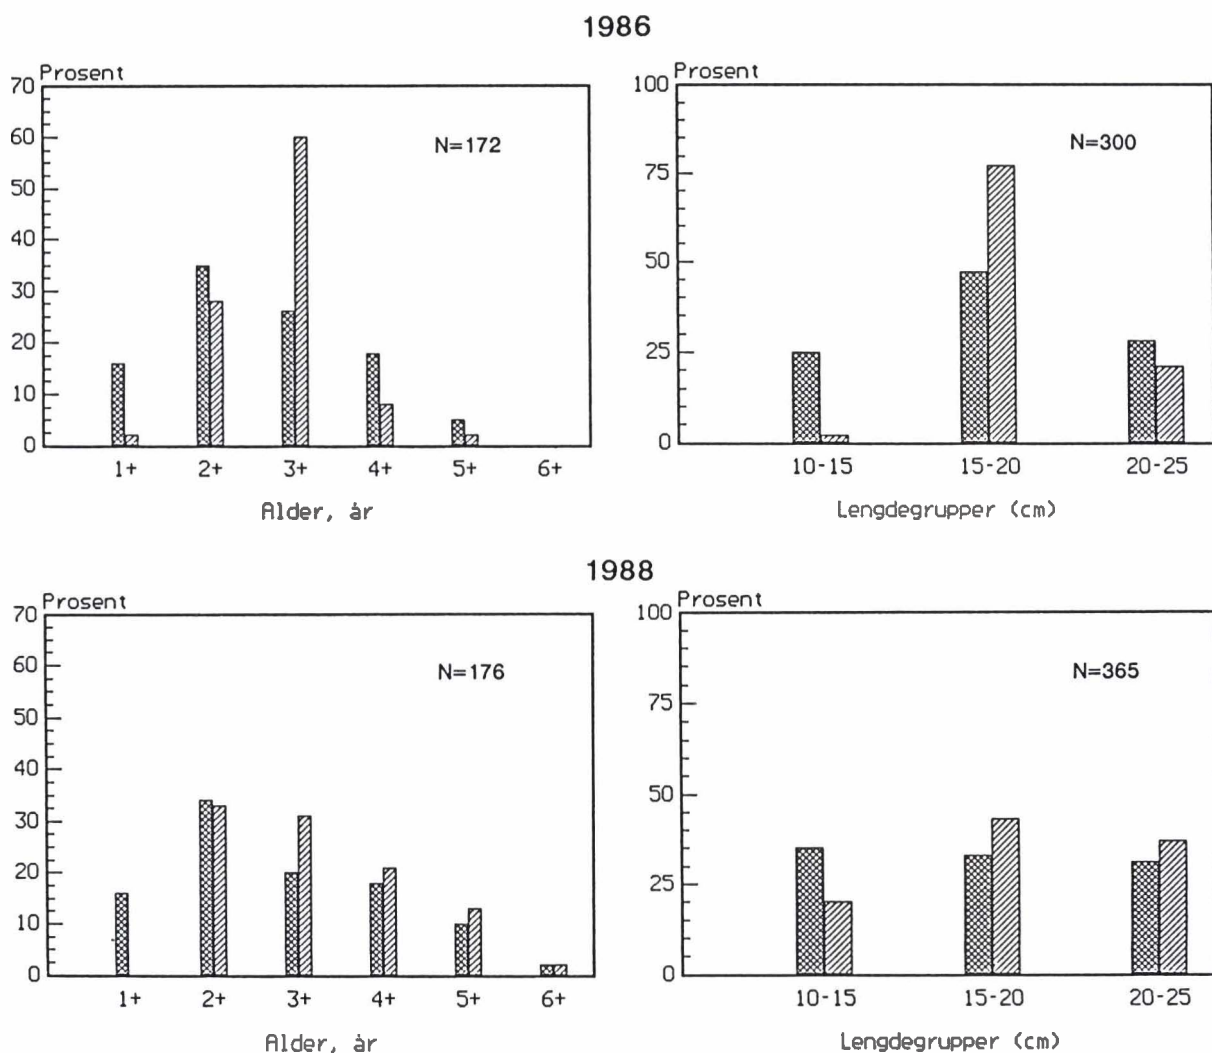 1986
Prosent
70
60
50
40
30
20
10
0
N=172
1+ 2+ 3+ 4+ 5+ 6+
Alder, år
Prosent
100
75
50
25
0
N=300
10-15 15-20 20-25
Lengdegrupper (cm)
1988
Prosent
70
60
50
40
30
20
10
0
N=176
1+ 2+ 3+ 4+ 5+ 6+
Alder, år
Prosent
100
75
50
25
0
N=365
10-15 15-20 20-25
Lengdegrupper (cm)